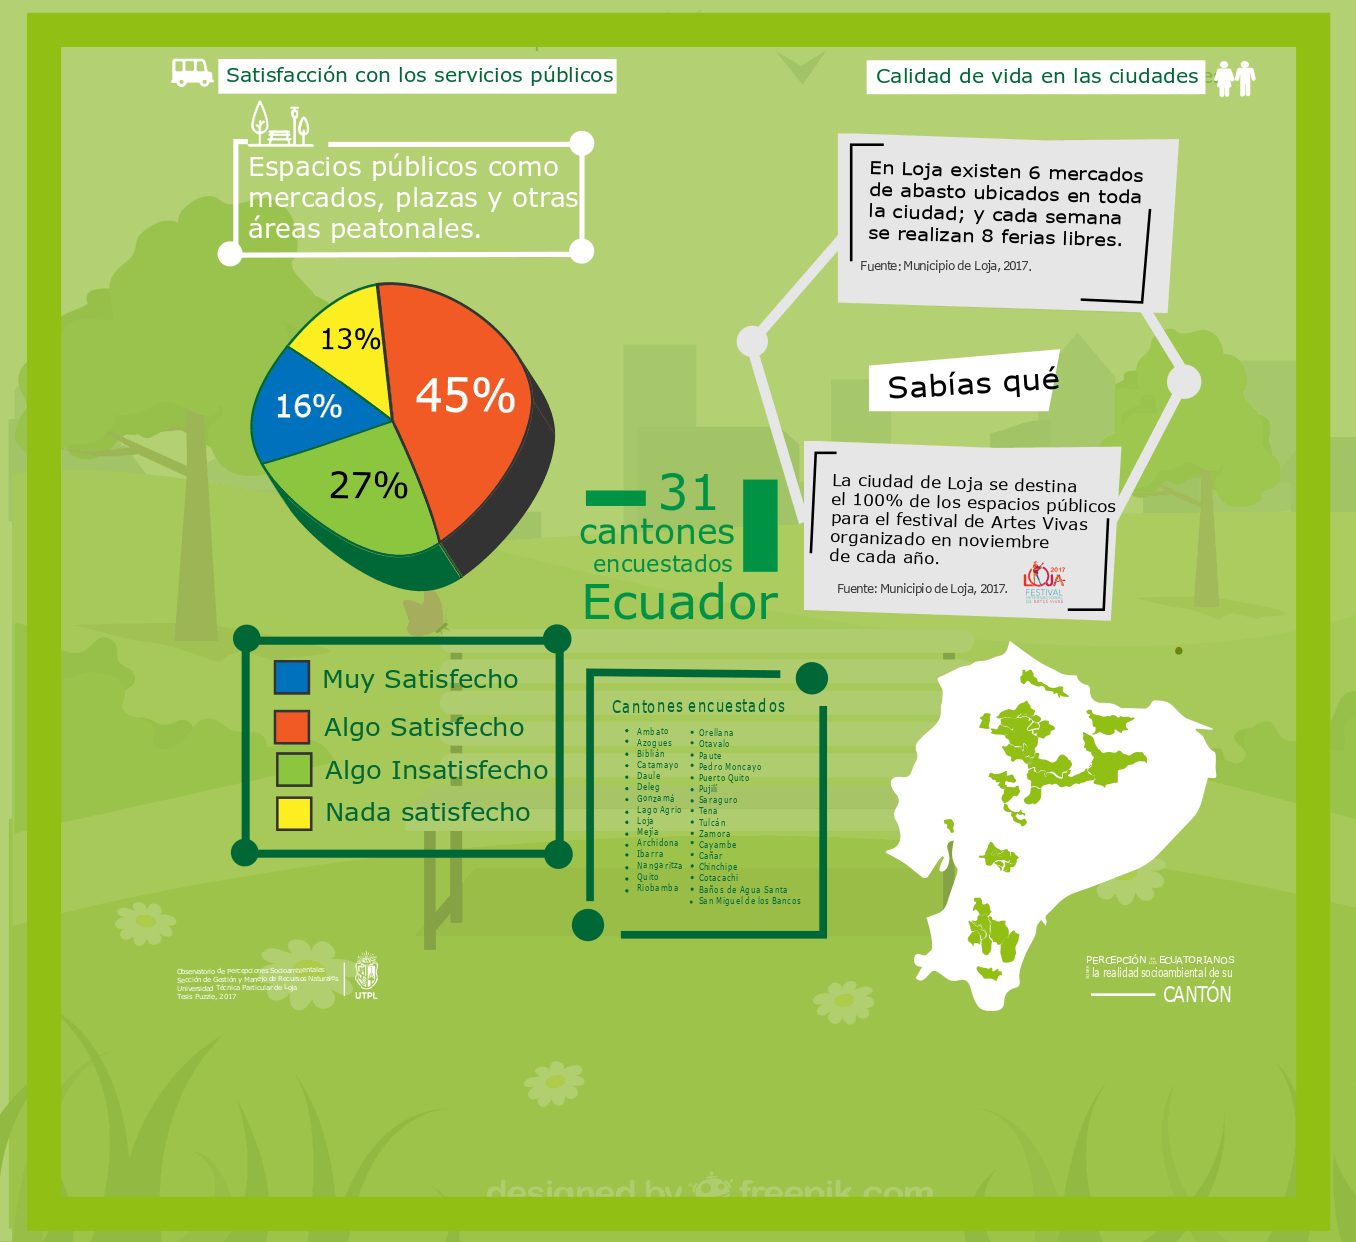 Satisfacción con los servicios públicos
Calidad de vida en las ciudades
Espacios públicos como
mercados, plazas y otras
áreas peatonales.
En Loja existen 6 mercados
de abasto ubicados en toda
la ciudad; y cada semana
se realizan 8 ferias libres.
Fuente: Municipio de Loja, 2017.
13%
45%
16%
27%
Sabías qué
31
cantones
encuestados
Ecuador
La ciudad de Loja se destina
el 100% de los espacios públicos
para el festival de Artes Vivas
organizado en noviembre
de cada año.
Fuente: Municipio de Loja, 2017.
2017
LOJA
FESTIVAL
INTERNACIONAL
DE ARTES VIVAS
Muy Satisfecho
Algo Satisfecho
Algo Insatisfecho
Nada satisfecho
Cantones encuestados
Ambato
Azogues
Biblián
Catamayo
Daule
Deleg
Gonzamá
Lago Agrio
Loja
Mejía
Archidona
Ibarra
Nangaritza
Quito
Riobamba
Orellana
Otavalo
Paute
Pedro Moncayo
Puerto Quito
Pujilí
Saraguro
Tena
Tulcán
Zamora
Cayambe
Cañar
Chinchipe
Cotacachi
Baños de Agua Santa
San Miguel de los Bancos
Observatorio de Percepciones Socioambientales
Sección de Gestión y Manejo de Recursos Naturales
Universidad Técnica Particular de Loja
Tesis Puzzle, 2017
UTPL
PERCEPCIÓN ECUATORIANOS
la realidad socioambiental de su
CANTÓN
designed by freepik.com